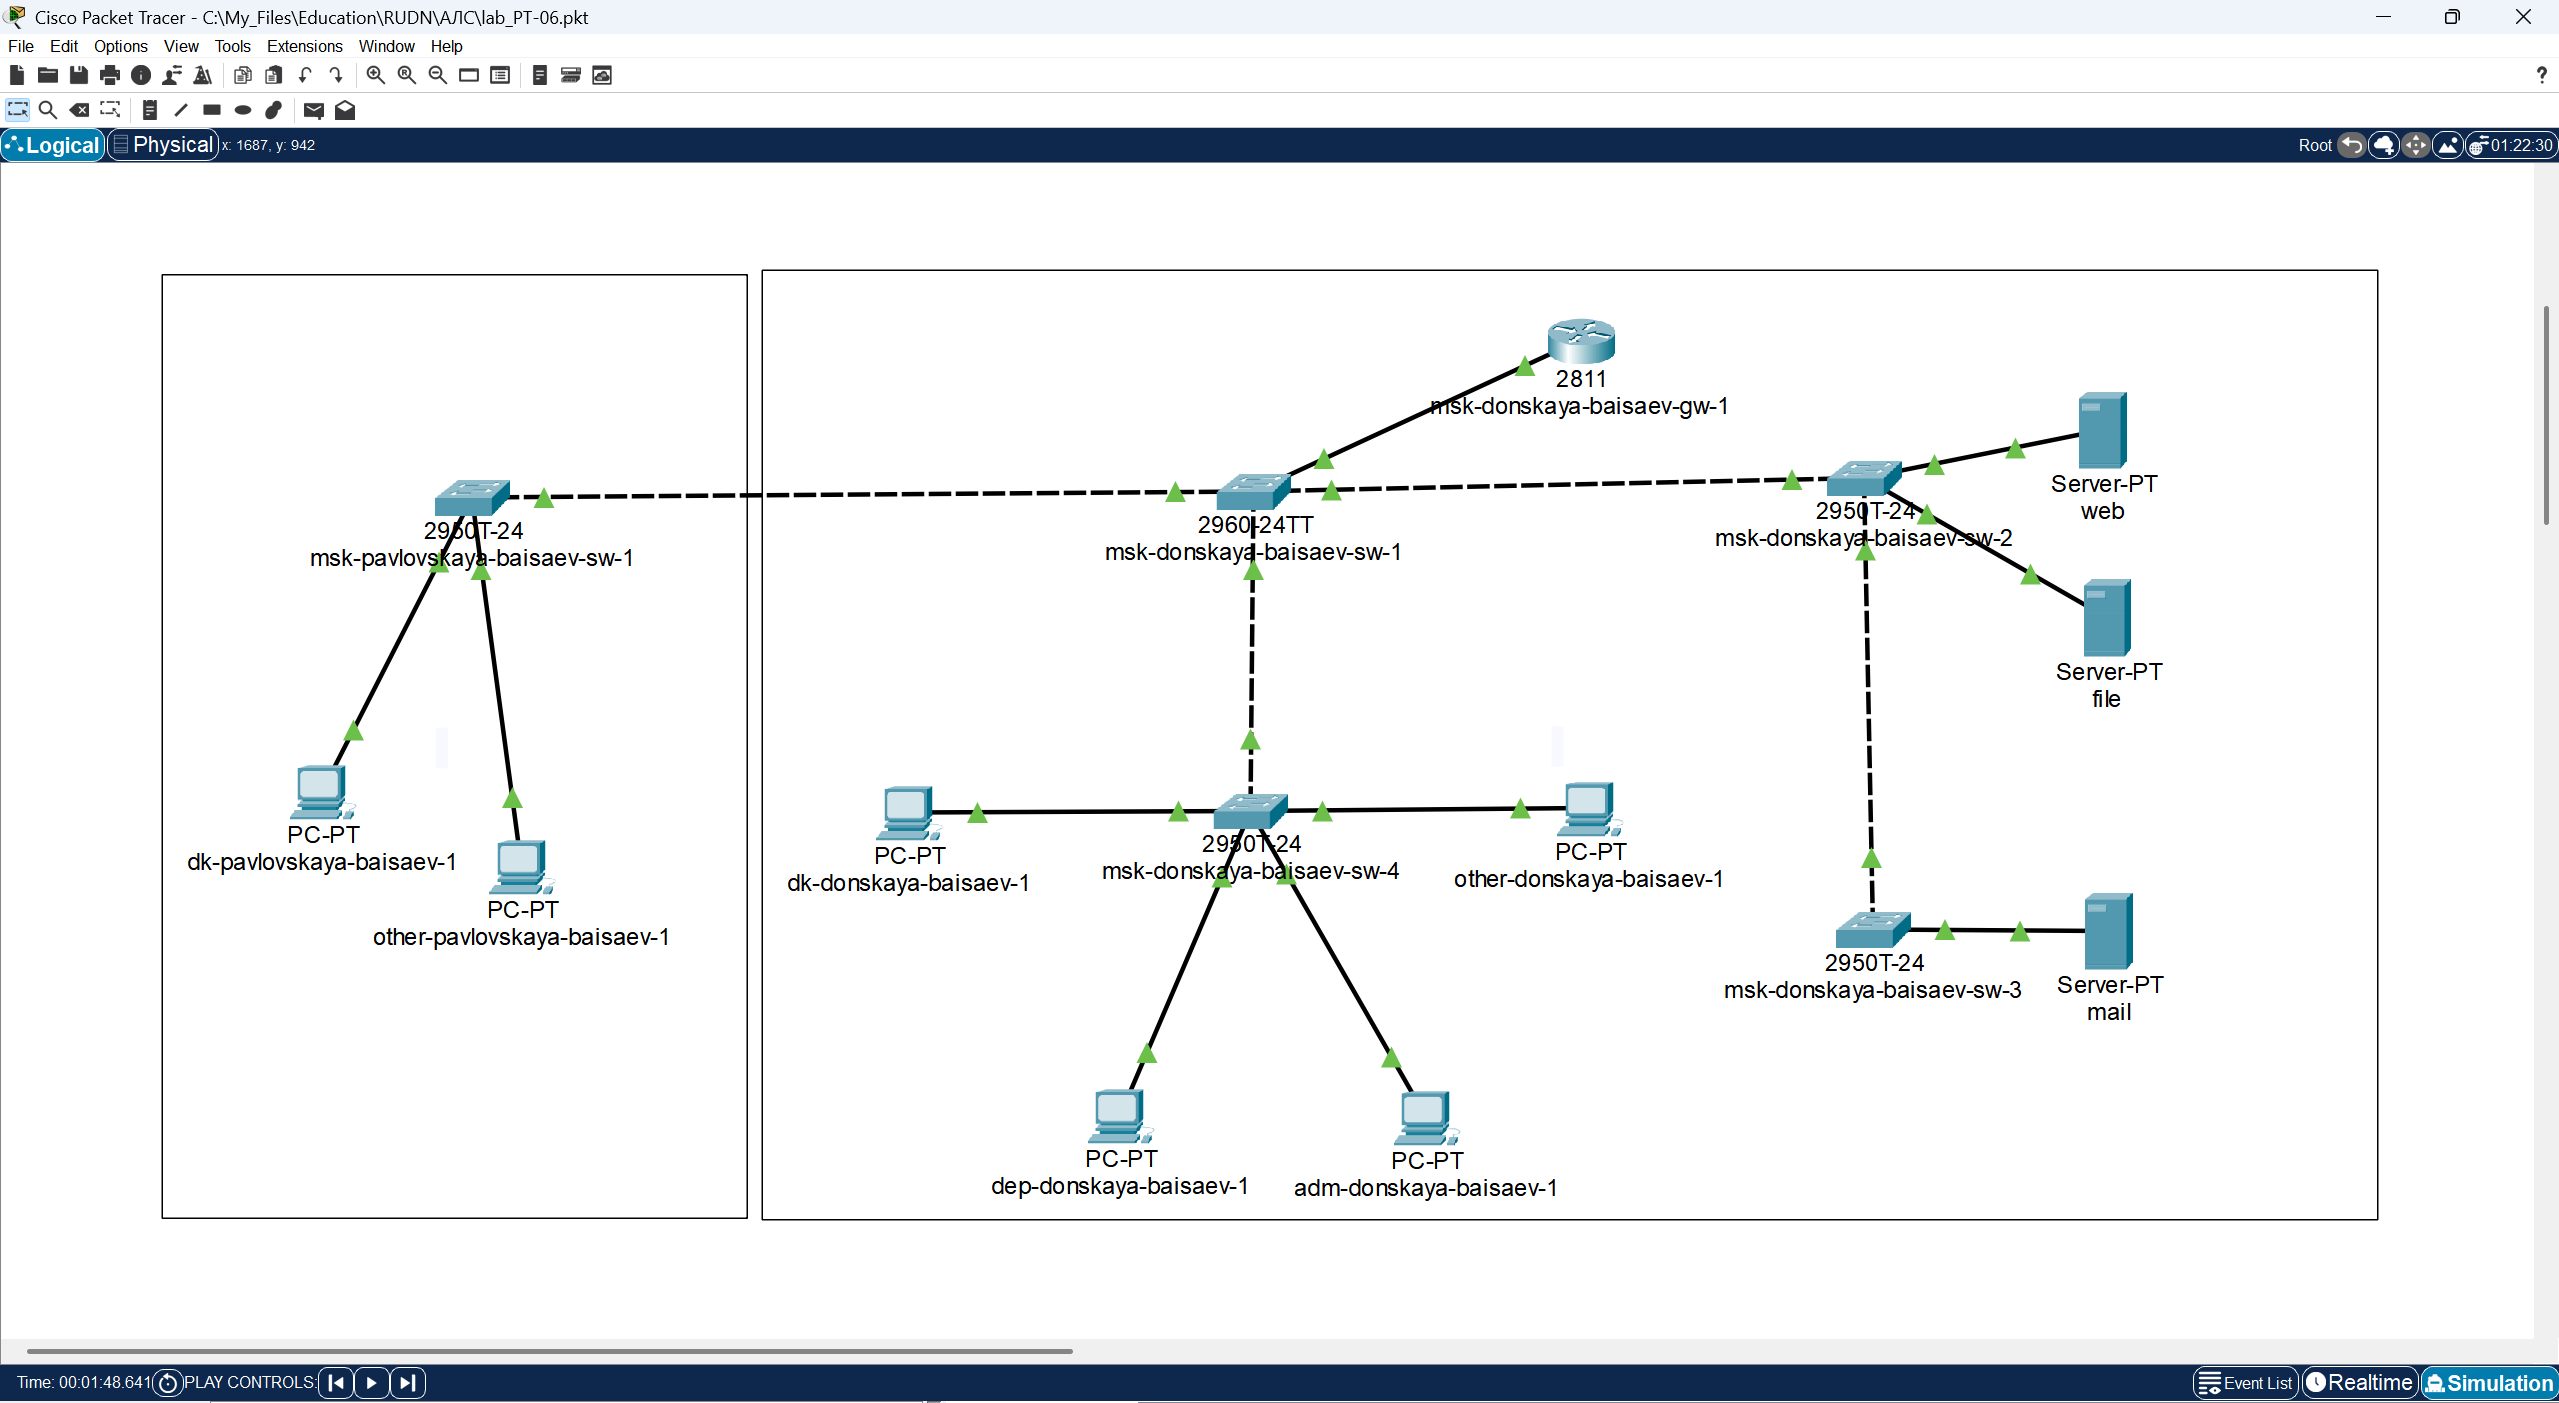 Cisco Packet Tracer - C:\My_Files\Education\RUDN\АЛС\lab_PT-06.pkt
File Edit Options View Tools Extensions Window Help
?
Logical Physical x: 1687, y: 942 Root 01:22:30
2811
msk-donskaya-baisaev-gw-1
Server-PT
web
2950T-24
msk-pavlovskaya-baisaev-sw-1
2960-24TT
msk-donskaya-baisaev-sw-1
2950T-24
msk-donskaya-baisaev-sw-2
Server-PT
file
PC-PT
dk-pavlovskaya-baisaev-1
PC-PT
other-pavlovskaya-baisaev-1
PC-PT
dk-donskaya-baisaev-1
2950T-24
msk-donskaya-baisaev-sw-4
PC-PT
other-donskaya-baisaev-1
2950T-24
msk-donskaya-baisaev-sw-3
Server-PT
mail
PC-PT
dep-donskaya-baisaev-1
PC-PT
adm-donskaya-baisaev-1
Time: 00:01:48.641 PLAY CONTROLS: Event List Realtime Simulation